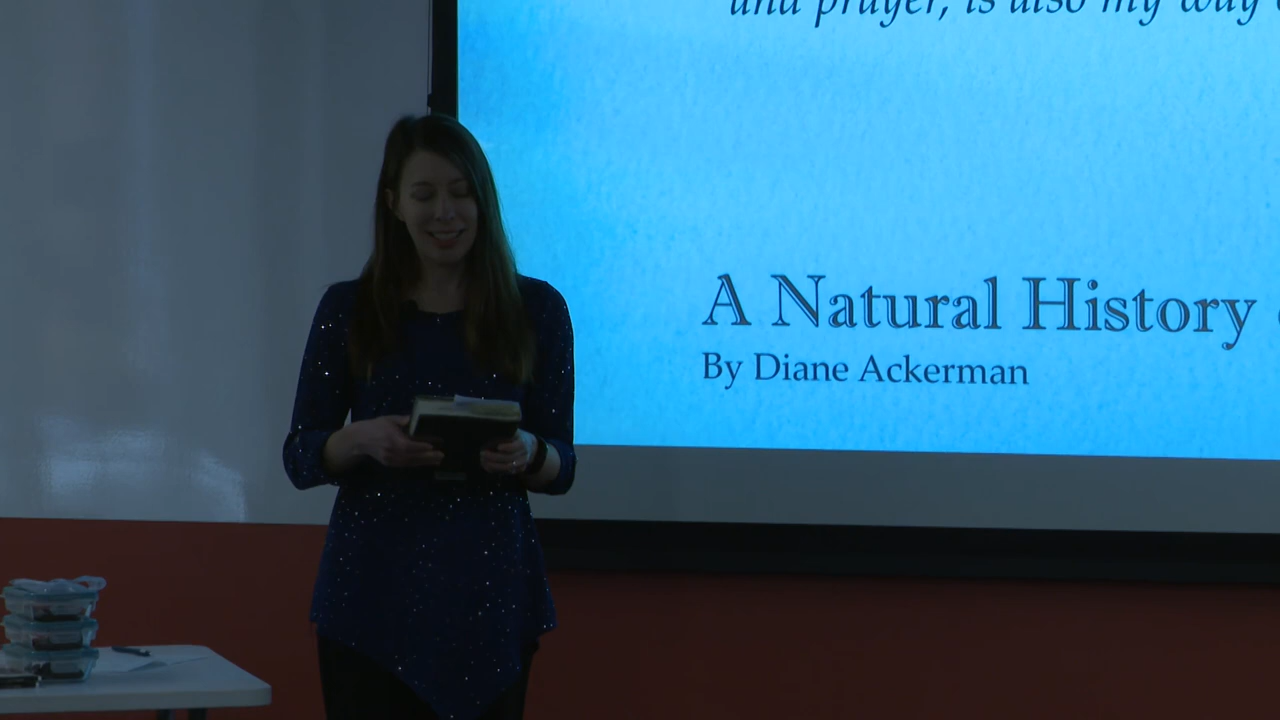 and prayer, is also my way
A Natural History
By Diane Ackerman